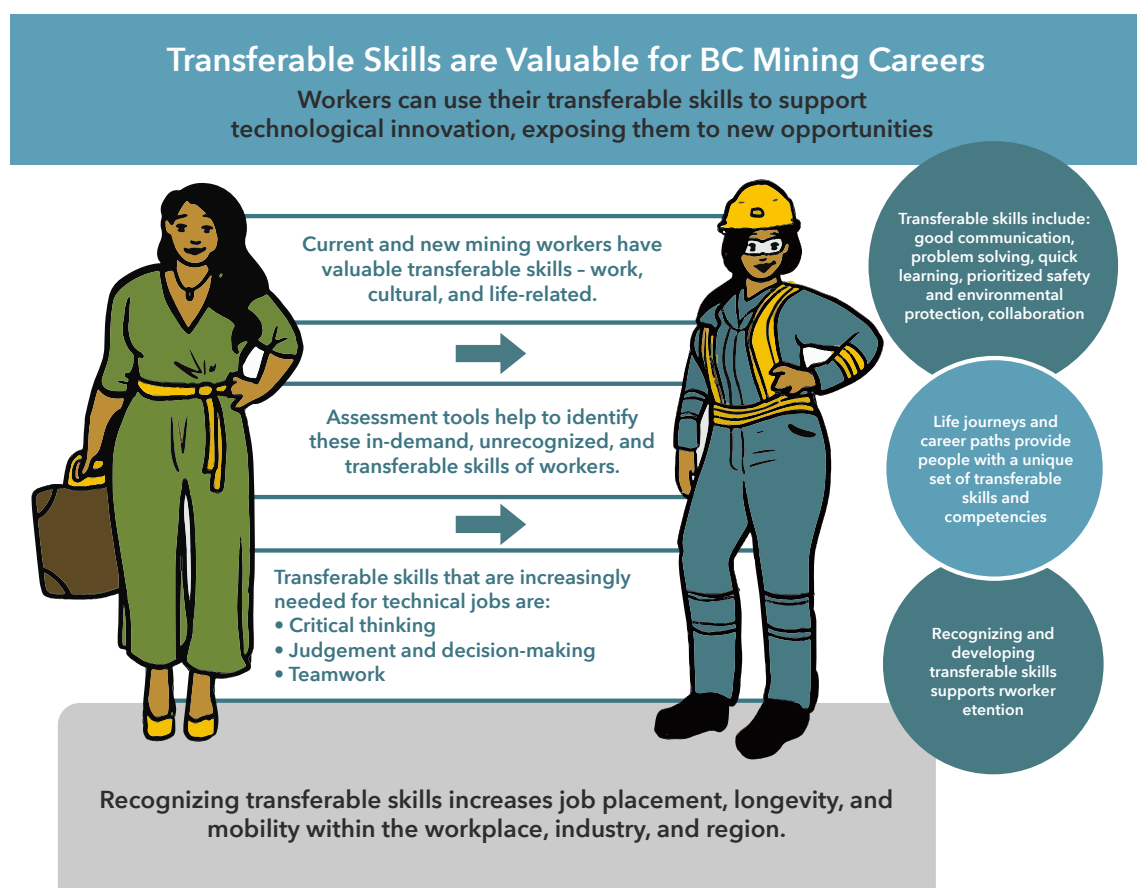 Transferable Skills are Valuable for BC Mining Careers
Workers can use their transferable skills to support
technological innovation, exposing them to new opportunities
Current and new mining workers have
valuable transferable skills – work,
cultural, and life-related.
Assessment tools help to identify
these in-demand, unrecognized, and
transferable skills of workers.
Transferable skills that are increasingly
needed for technical jobs are:
• Critical thinking
• Judgement and decision-making
• Teamwork
Transferable skills include:
good communication,
problem solving, quick
learning, prioritized safety
and environmental
protection, collaboration
Life journeys and
career paths provide
people with a unique
set of transferable
skills and
competencies
Recognizing and
developing
transferable skills
supports rworker
etention
Recognizing transferable skills increases job placement, longevity, and
mobility within the workplace, industry, and region.